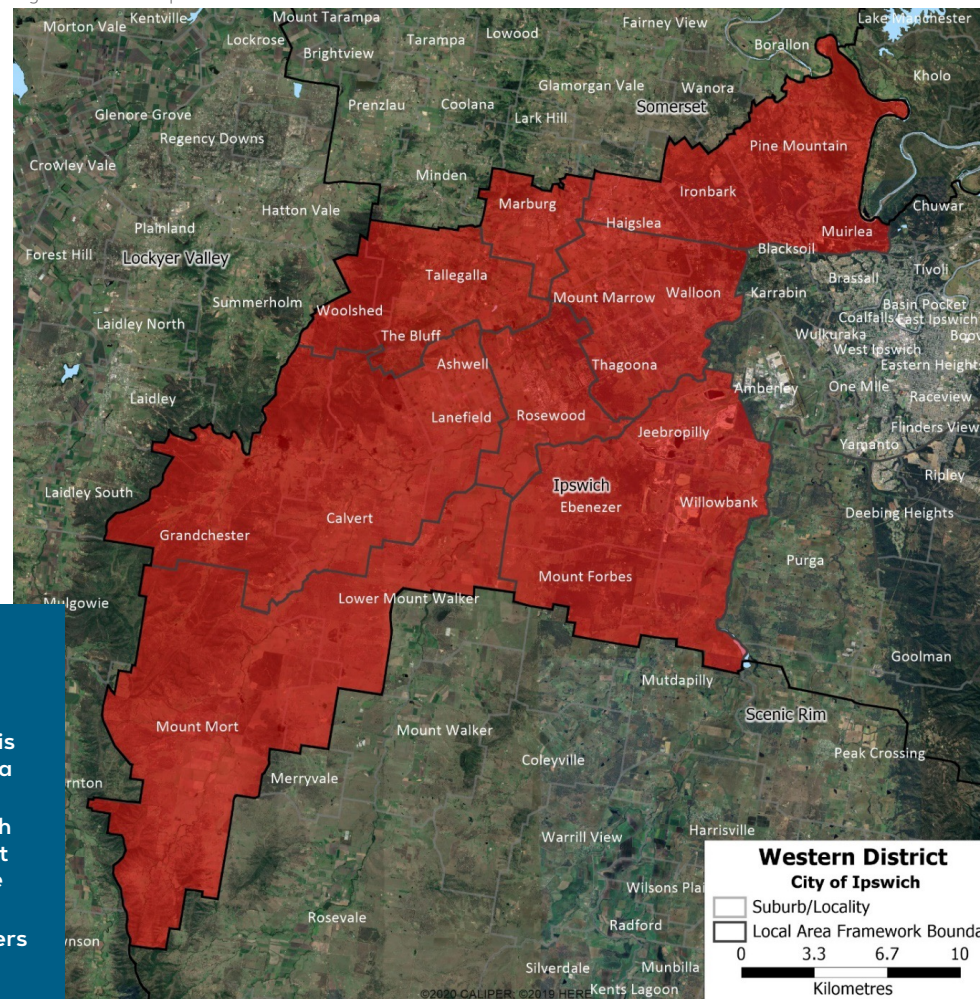 Morton Vale
Kentville
Mount Tarampa
Lockrose
Brightview
Tarampa
Lowood
Fairney View
Lake Manchester
Borallon
Kholo
Glamorgan Vale
Wanora
Somerset
Prenzlau
Coolana
Lark Hill
Glenore Grove
Regency Downs
Crowley Vale
Minden
Pine Mountain
Ironbark
Marburg
Haigslea
Muirlea
Chuwar
Hatton Vale
Plainland
Forest Hill
Lockyer Valley
Blacksoil
Tallegalla
Brassall
Tivoli
Summerholm
Woolshed
Mount Marrow
Walloon
Karrabin
Basin Pocket
Coalfalls
East Ipswich
Laidley North
The Bluff
Wulkuraka
West Ipswich
Ashwell
Thagoona
Eastern Heights
Amberley
One Mile
Raceview
Laidley
Lanefield
Rosewood
Jeebropilly
Flinders View
Yamanto
Ripley
Laidley South
Ipswich
Ebenezer
Willowbank
Deebing Heights
Calvert
Grandchester
Purga
Mount Forbes
Mulgowie
Lower Mount Walker
Goolman
Mutdapilly
Scenic Rim
Mount Mort
Mount Walker
Peak Crossing
Coleyville
Merryvale
Warrill View
Harrisville
Rosevale
Radford
Silverdale
Munbilla
Kents Lagoon
©2020 CALIPER; ©2019 HERE
is
a
h
t
e
ers
Western District
City of Ipswich
Suburb/Locality
Local Area Framework Bounda
0 3.3 6.7 10
Kilometres